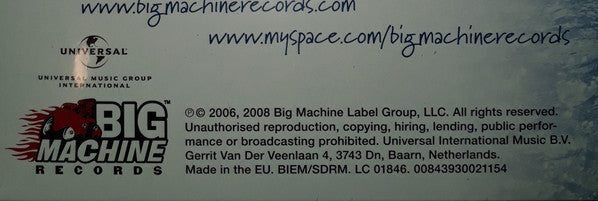 www.bigmachinerecords.com
www.myspace.com/bigmachinerecords
UNIVERSAL
UNIVERSAL MUSIC GROUP
INTERNATIONAL
BIG™
MACHINE
RECORDS
℗© 2006, 2008 Big Machine Label Group, LLC. All rights reserved.
Unauthorised reproduction, copying, hiring, lending, public perfor-
mance or broadcasting prohibited. Universal International Music B.V.
Gerrit Van Der Veenlaan 4, 3743 Dn, Baarn, Netherlands.
Made in the EU. BIEM/SDRM. LC 01846. 00843930021154